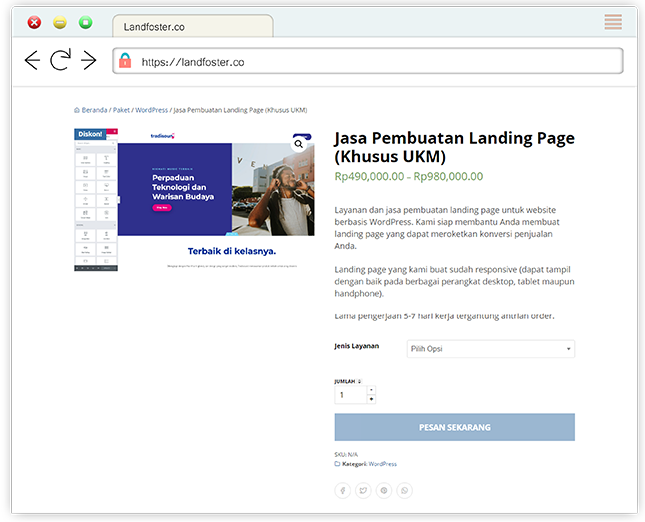 Landfoster.co
https://landfoster.co
Beranda / Paket / WordPress / Jasa Pembuatan Landing Page (Khusus UKM)
Diskon!
Perpaduan
Teknologi dan
Warisan Budaya
Terbaik di kelasnya.
Jasa Pembuatan Landing Page
(Khusus UKM)
Rp490,000.00 – Rp980,000.00
Layanan dan jasa pembuatan landing page untuk website
berbasis WordPress. Kami siap membantu Anda membuat
landing page yang dapat meroketkan konversi penjualan
Anda.
Landing page yang kami buat sudah responsive (dapat tampil
dengan baik pada berbagai perangkat desktop, tablet maupun
handphone).
Lama pengerjaan 5-7 hari kerja tergantung antrian order.
Jenis Layanan
Pilih Opsi
JUMLAH
1
PESAN SEKARANG
SKU: N/A
Kategori: WordPress